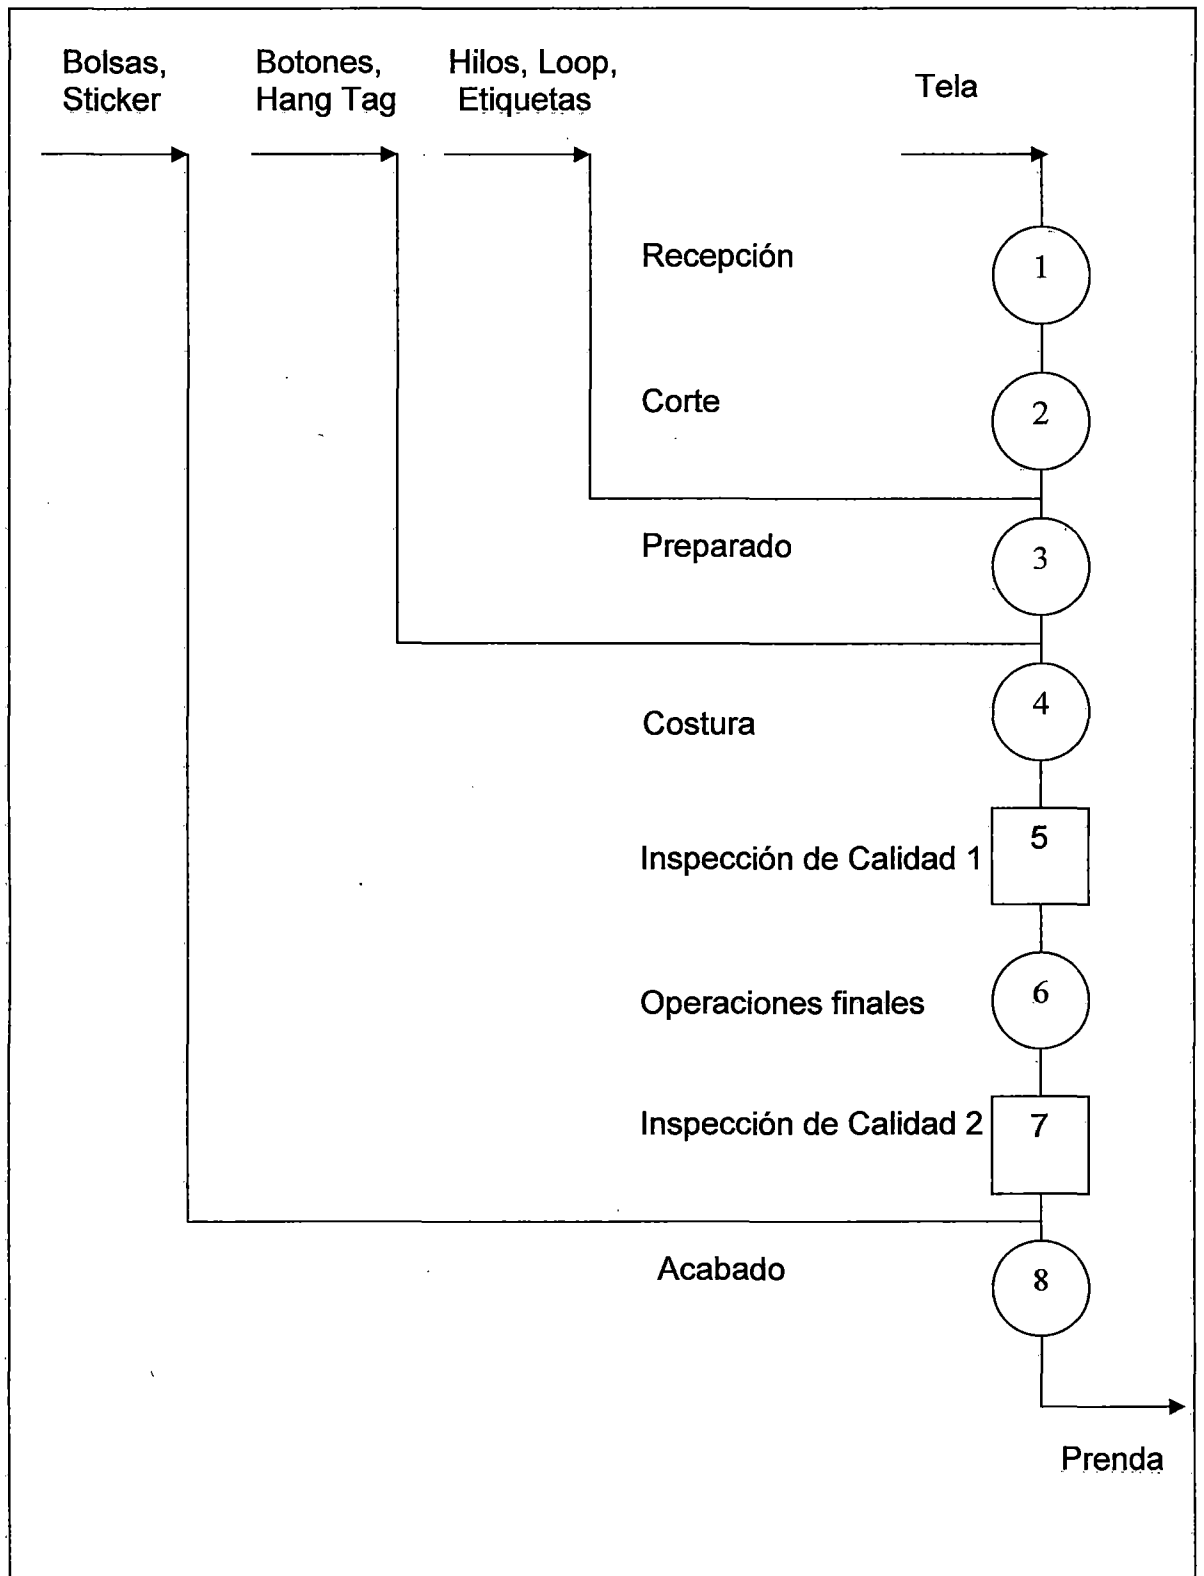 Bolsas,
Sticker
Botones,
Hang Tag
Hilos, Loop,
Etiquetas
Tela
Recepción
1
Corte
2
Preparado
3
Costura
4
Inspección de Calidad 1
5
Operaciones finales
6
Inspección de Calidad 2
7
Acabado
8
Prenda